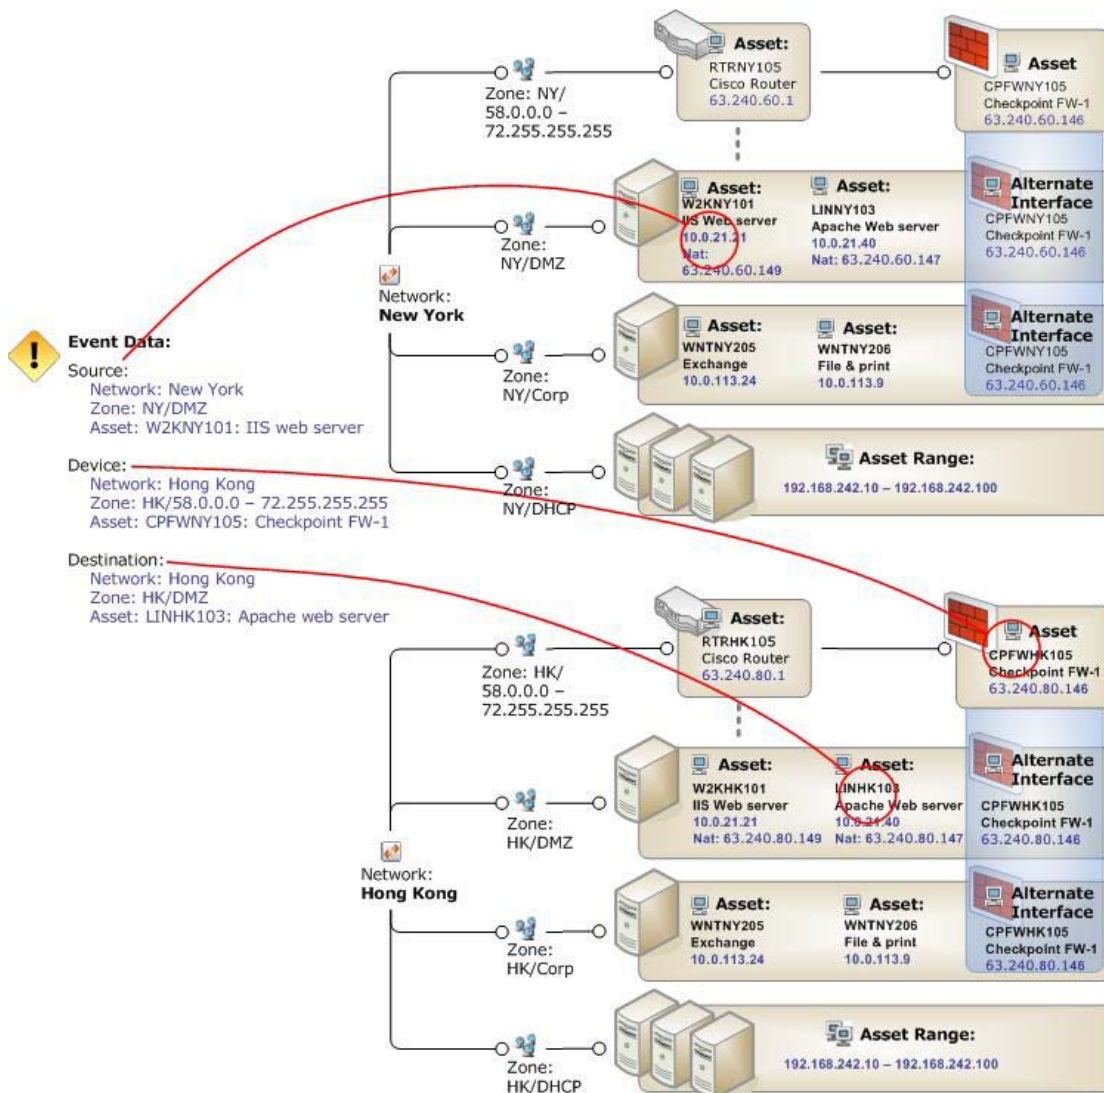 Asset:
RTRNY105
Cisco Router
63.240.60.1
Asset
CPFWNY105
Checkpoint FW-1
63.240.60.146
Zone: NY/
58.0.0.0 –
72.255.255.255
Asset:
W2KNY101
IIS Web server
10.0.21.21
Nat:
63.240.60.149
Asset:
LINNY103
Apache Web server
10.0.21.40
Nat: 63.240.60.147
Alternate
Interface
CPFWNY105
Checkpoint FW-1
63.240.60.146
Zone:
NY/DMZ
Network:
New York
Asset:
WNTNY205
Exchange
10.0.113.24
Asset:
WNTNY206
File & print
10.0.113.9
Alternate
Interface
CPFWNY105
Checkpoint FW-1
63.240.60.146
Zone:
NY/Corp
Asset Range:
192.168.242.10 – 192.168.242.100
Zone:
NY/DHCP
Event Data:
Source:
Network: New York
Zone: NY/DMZ
Asset: W2KNY101: IIS web server
Device:
Network: Hong Kong
Zone: HK/58.0.0.0 – 72.255.255.255
Asset: CPFWNY105: Checkpoint FW-1
Destination:
Network: Hong Kong
Zone: HK/DMZ
Asset: LINHK103: Apache web server
Asset:
RTRHK105
Cisco Router
63.240.80.1
Asset
CPFWHK105
Checkpoint FW-1
63.240.80.146
Zone: HK/
58.0.0.0 –
72.255.255.255
Asset:
W2KHK101
IIS Web server
10.0.21.21
Nat: 63.240.80.149
Asset:
LINHK103
Apache Web server
10.0.21.40
Nat: 63.240.80.147
Alternate
Interface
CPFWHK105
Checkpoint FW-1
63.240.80.146
Zone:
HK/DMZ
Network:
Hong Kong
Asset:
WNTNY205
Exchange
10.0.113.24
Asset:
WNTNY206
File & print
10.0.113.9
Alternate
Interface
CPFWHK105
Checkpoint FW-1
63.240.80.146
Zone:
HK/Corp
Asset Range:
192.168.242.10 – 192.168.242.100
Zone:
HK/DHCP